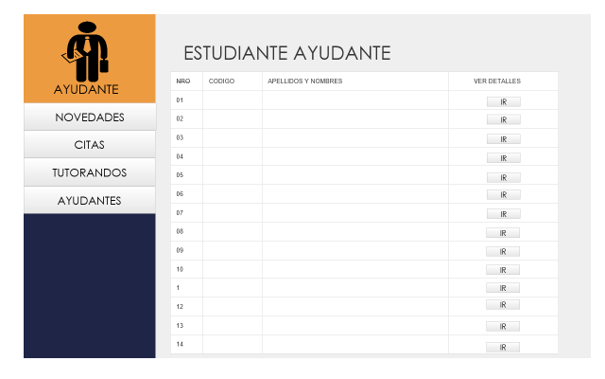 AYUDANTE
NOVEDADES
CITAS
TUTORANDOS
AYUDANTES
ESTUDIANTE AYUDANTE
NRO CODIGO APELLIDOS Y NOMBRES VER DETALLES
01 IR
02 IR
03 IR
04 IR
05 IR
06 IR
07 IR
08 IR
09 IR
10 IR
1 IR
12 IR
13 IR
14 IR